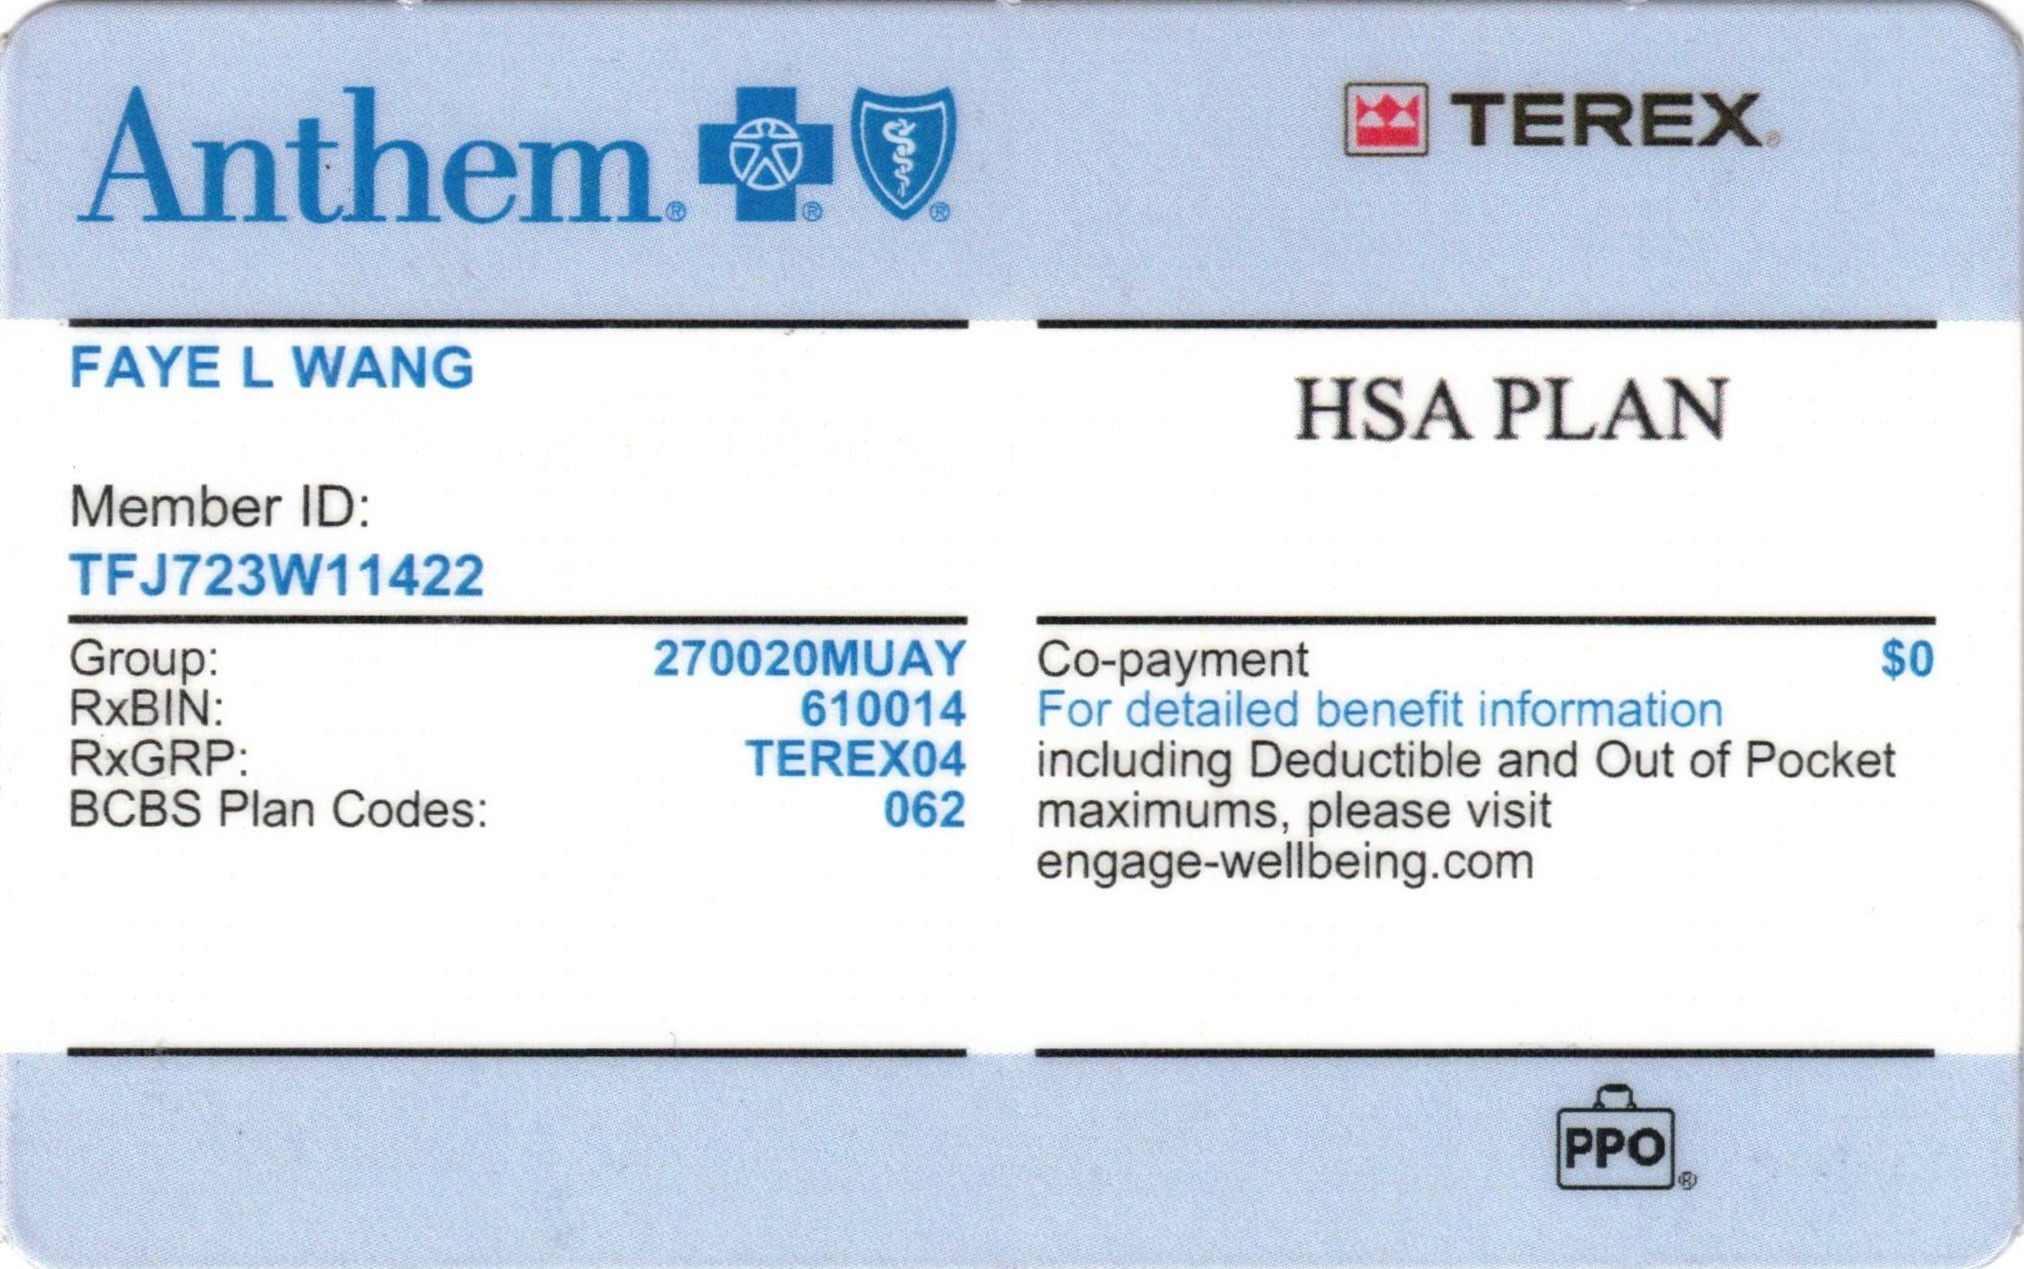 Anthem® ® ®
TEREX®
FAYE L WANG
Member ID:
TFJ723W11422
Group: 270020MUAY
RxBIN: 610014
RxGRP: TEREX04
BCBS Plan Codes: 062
HSA PLAN
Co-payment $0
For detailed benefit information
including Deductible and Out of Pocket
maximums, please visit
engage-wellbeing.com
PPO®